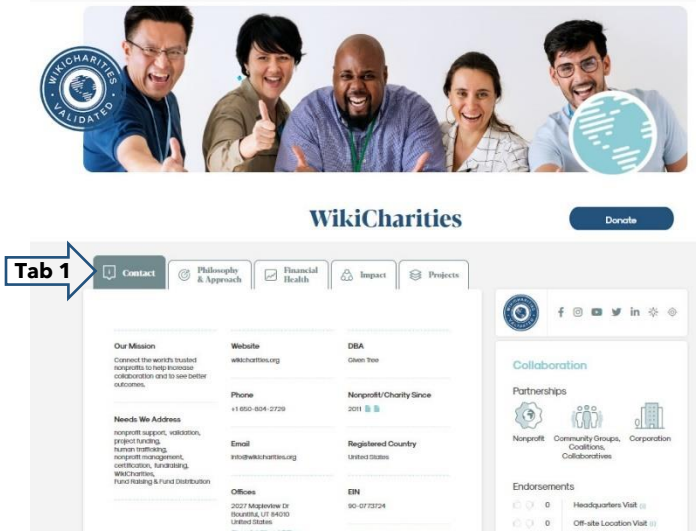 WIKICHARITIES
VALIDATED
WikiCharities
Donate
Tab 1
Contact
Philosophy
& Approach
Financial
Health
Impact
Projects
Our Mission
Connect the world's trusted
nonprofits to help increase
collaboration and to see better
outcomes.
Needs We Address
nonprofit support, validation,
project funding,
human trafficking,
nonprofit management,
certification, fundraising,
WikiCharities,
Fund Raising & Fund Distribution
Website
wikicharities.org
Phone
+1 650-804-2729
Email
info@wikicharities.org
Offices
2027 Mapleview Dr
Bountiful, UT 84010
United States
DBA
Given Tree
Nonprofit/Charity Since
2011
Registered Country
United States
EIN
90-0773724
Collaboration
Partnerships
Nonprofit
Community Groups,
Coalitions,
Collaboratives
Corporation
Endorsements
0 Headquarters Visit
0 Off-site Location Visit